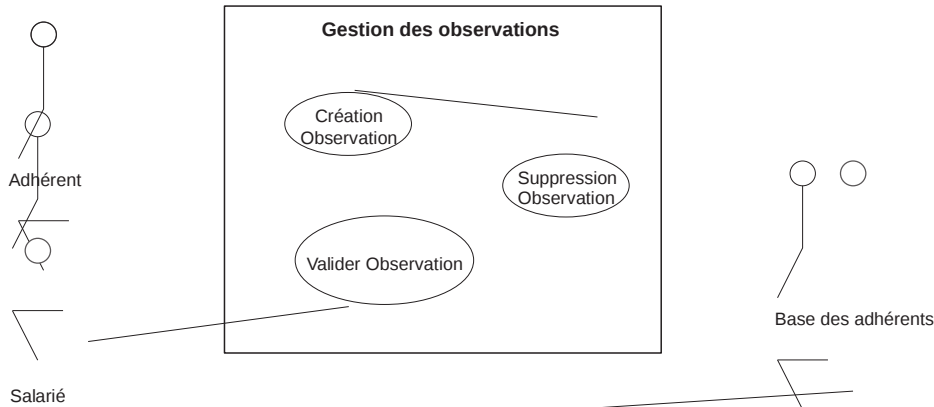 Gestion des observations
Création
Observation
Adhérent
Suppression
Observation
Valider Observation
Base des adhérents
Salarié